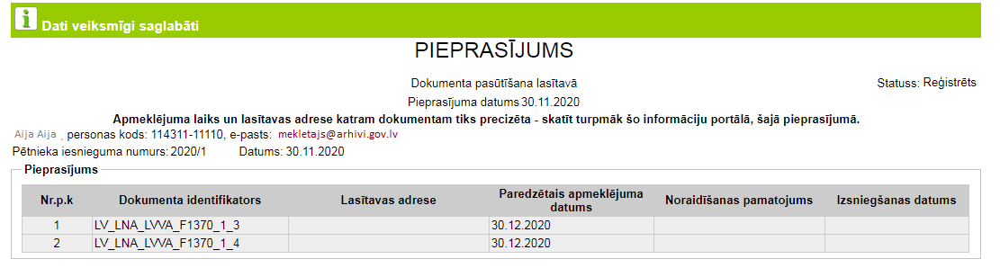 Dati veiksmīgi saglabāti
PIEPRASĪJUMS
Dokumenta pasūtīšana lasītavā
Statuss: Reģistrēts
Pieprasījuma datums 30.11.2020
Apmeklējuma laiks un lasītavas adrese katram dokumentam tiks precizēta - skatīt turpmāk šo informāciju portālā, šajā pieprasījumā.
Aija Aija , personas kods: 114311-11110, e-pasts: mekletajs@arhivi.gov.lv
Pētnieka iesnieguma numurs: 2020/1 Datums: 30.11.2020
Pieprasījums
Nr.p.k Dokumenta identifikators Lasītavas adrese Paredzētais apmeklējuma datums Noraidīšanas pamatojums Izsniegšanas datums
1 LV_LNA_LVVA_F1370_1_3 30.12.2020
2 LV_LNA_LVVA_F1370_1_4 30.12.2020